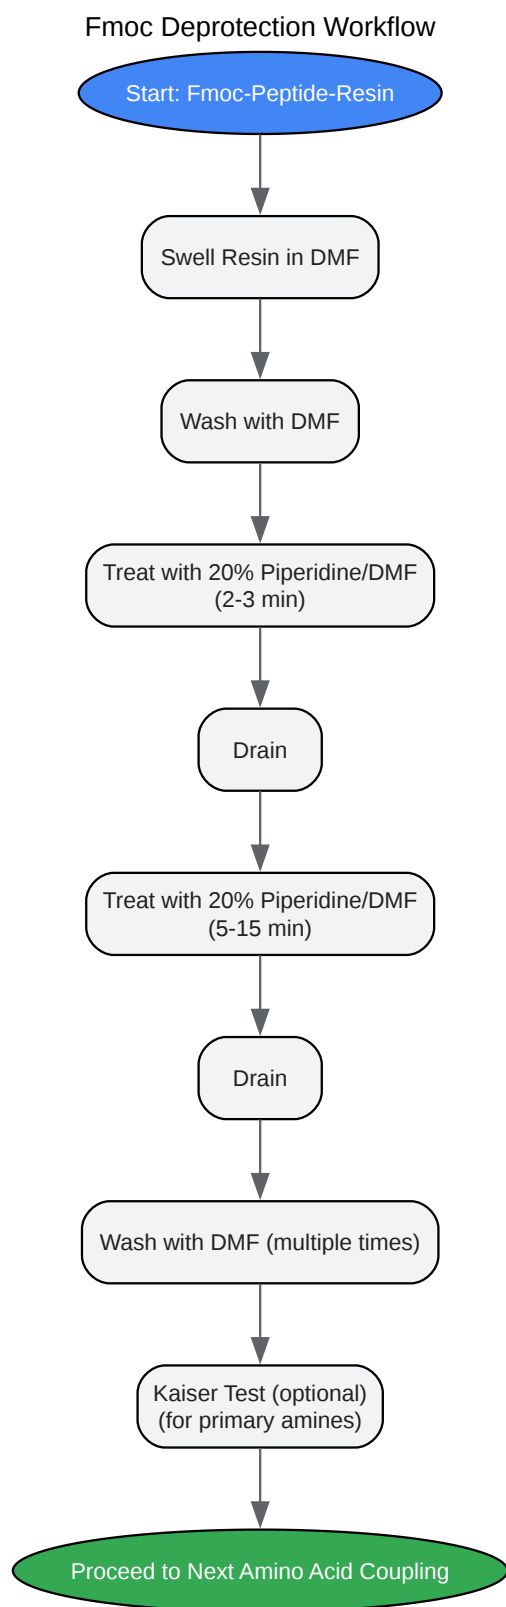 Fmoc Deprotection Workflow
Start: Fmoc-Peptide-Resin
Swell Resin in DMF
Wash with DMF
Treat with 20% Piperidine/DMF
(2-3 min)
Drain
Treat with 20% Piperidine/DMF
(5-15 min)
Drain
Wash with DMF (multiple times)
Kaiser Test (optional)
(for primary amines)
Proceed to Next Amino Acid Coupling